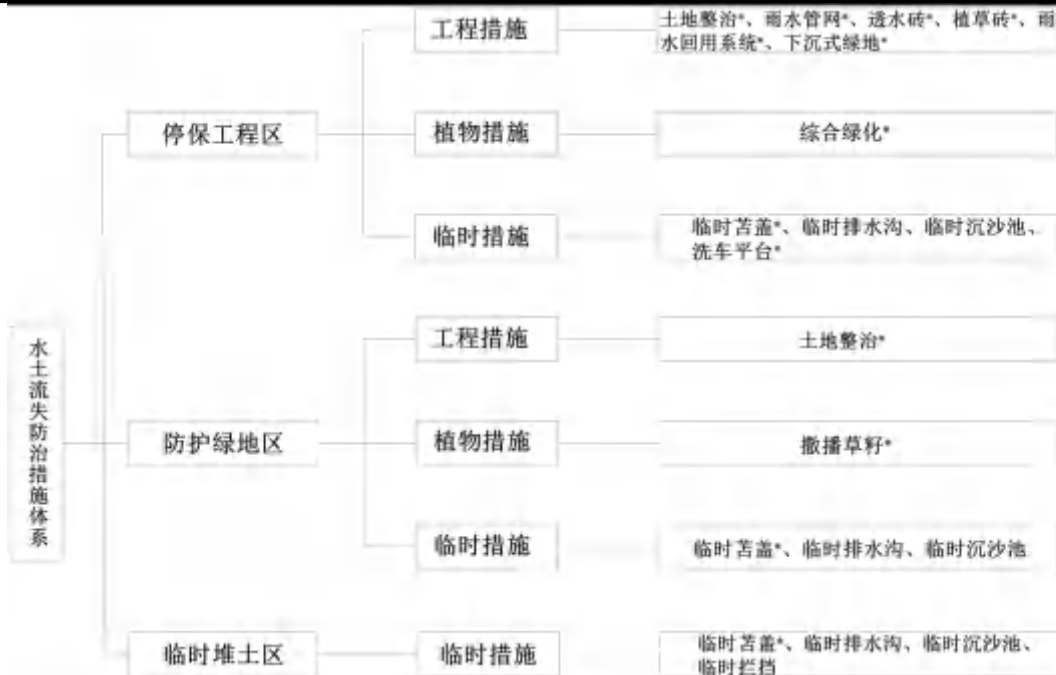 工程措施
土地整治*、雨水管网*、透水砖*、植草砖*、雨
水回用系统*、下沉式绿地*
停保工程区
植物措施
综合绿化*
临时措施
临时苫盖*、临时排水沟、临时沉沙池、
洗车平台*
水土流失防治措施体系
工程措施
土地整治*
防护绿地区
植物措施
撒播草籽*
临时措施
临时苫盖*、临时排水沟、临时沉沙池
临时堆土区
临时措施
临时苫盖*、临时排水沟、临时沉沙池、
临时拦挡